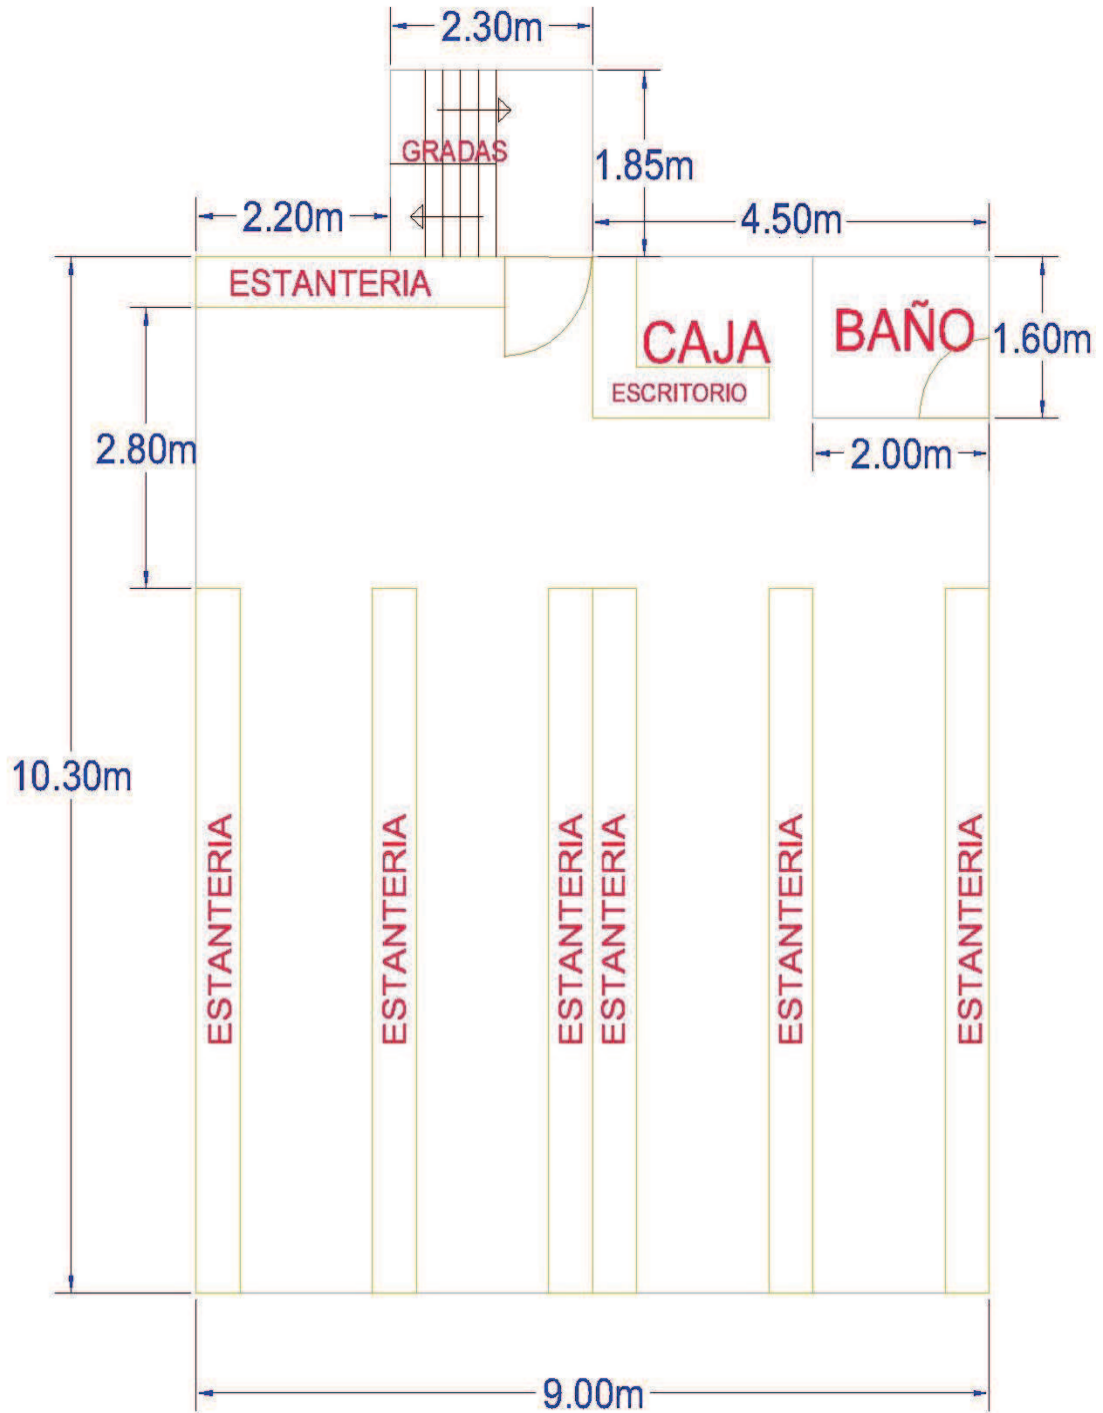 2.30m
GRADAS
1.85m
2.20m
4.50m
ESTANTERIA
CAJA
BAÑO
1.60m
ESCRITORIO
2.80m
2.00m
10.30m
ESTANTERIA
ESTANTERIA
ESTANTERIA
ESTANTERIA
ESTANTERIA
ESTANTERIA
9.00m